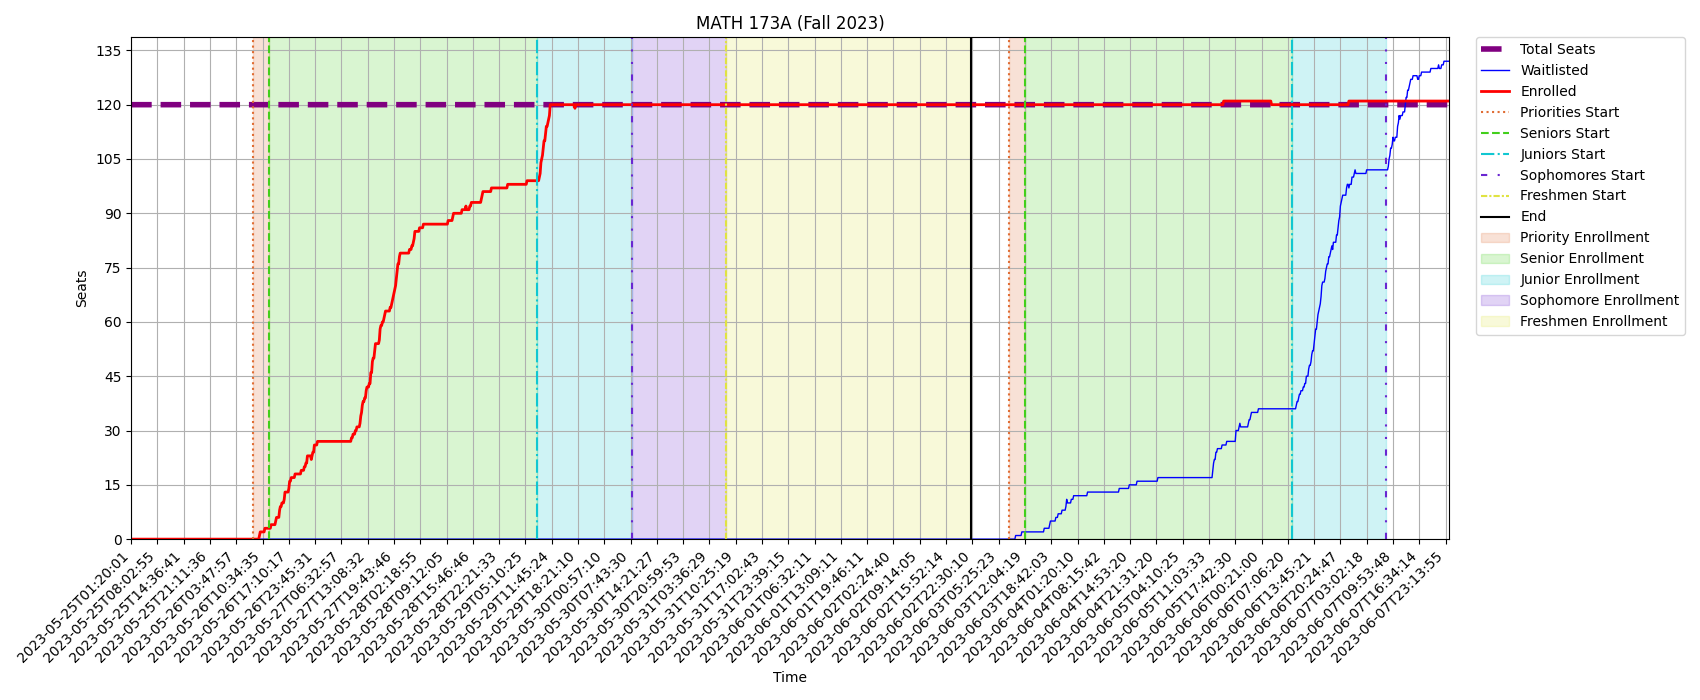 MATH 173A (Fall 2023)
135
120
105
90
75
60
45
30
15
0
Seats
2023-05-25T01:20:01
2023-05-25T08:02:55
2023-05-25T14:36:41
2023-05-25T21:11:36
2023-05-26T03:47:57
2023-05-26T10:34:35
2023-05-26T17:10:17
2023-05-26T23:45:31
2023-05-27T06:32:57
2023-05-27T13:08:32
2023-05-27T19:43:46
2023-05-28T02:18:55
2023-05-28T09:12:05
2023-05-28T15:46:46
2023-05-28T22:21:33
2023-05-29T05:10:25
2023-05-29T11:45:24
2023-05-29T18:21:10
2023-05-30T00:57:10
2023-05-30T07:43:30
2023-05-30T14:21:27
2023-05-30T20:59:53
2023-05-31T03:36:29
2023-05-31T10:25:19
2023-05-31T17:02:43
2023-05-31T23:39:15
2023-06-01T06:32:11
2023-06-01T13:09:11
2023-06-01T19:46:11
2023-06-02T02:24:40
2023-06-02T09:14:05
2023-06-02T15:52:14
2023-06-02T22:30:10
2023-06-03T05:25:23
2023-06-03T12:04:19
2023-06-03T18:42:03
2023-06-04T01:20:10
2023-06-04T08:15:42
2023-06-04T14:53:20
2023-06-04T21:31:20
2023-06-05T04:10:25
2023-06-05T11:03:33
2023-06-05T17:42:30
2023-06-06T00:21:00
2023-06-06T07:06:20
2023-06-06T13:45:21
2023-06-06T20:24:47
2023-06-07T03:02:18
2023-06-07T09:53:48
2023-06-07T16:34:14
2023-06-07T23:13:55
Time
Total Seats
Waitlisted
Enrolled
Priorities Start
Seniors Start
Juniors Start
Sophomores Start
Freshmen Start
End
Priority Enrollment
Senior Enrollment
Junior Enrollment
Sophomore Enrollment
Freshmen Enrollment